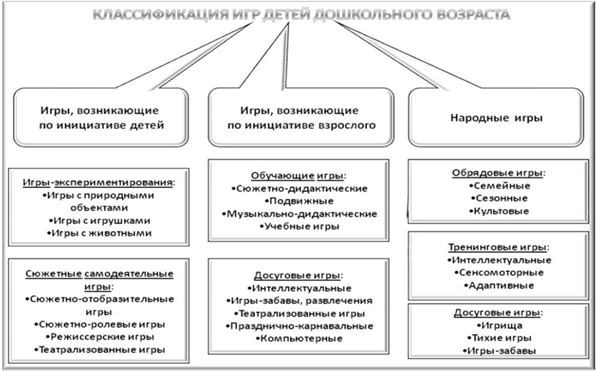 КЛАССИФИКАЦИЯ ИГР ДЕТЕЙ ДОШКОЛЬНОГО ВОЗРАСТА
Игры, возникающие
по инициативе детей
Игры, возникающие
по инициативе взрослого
Народные игры
Игры-экспериментирования:
•Игры с природными
объектами
•Игры с игрушками
•Игры с животными
Сюжетные самодеятельные
игры:
•Сюжетно-отобразительные
игры
•Сюжетно-ролевые игры
•Режиссерские игры
•Театрализованные игры
Обучающие игры:
•Сюжетно-дидактические
•Подвижные
•Музыкально-дидактические
•Учебные игры
Досуговые игры:
•Интеллектуальные
•Игры-забавы, развлечения
•Театрализованные игры
•Празднично-карнавальные
•Компьютерные
Обрядовые игры:
•Семейные
•Сезонные
•Культовые
Тренинговые игры:
•Интеллектуальные
•Сенсомоторные
•Адаптивные
Досуговые игры:
•Игрища
•Тихие игры
•Игры-забавы